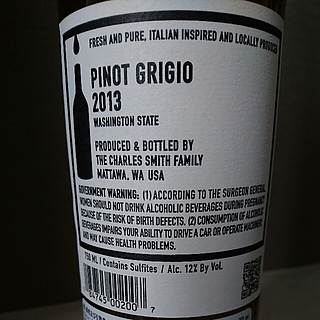 FRESH AND PURE, ITALIAN INSPIRED AND LOCALLY PRODUCED
PINOT GRIGIO
2013
WASHINGTON STATE
PRODUCED & BOTTLED BY
THE CHARLES SMITH FAMILY
MATTAWA, WA USA
GOVERNMENT WARNING: (1) ACCORDING TO THE SURGEON GENERAL,
WOMEN SHOULD NOT DRINK ALCOHOLIC BEVERAGES DURING PREGNANCY
BECAUSE OF THE RISK OF BIRTH DEFECTS. (2) CONSUMPTION OF ALCOHOLIC
BEVERAGES IMPAIRS YOUR ABILITY TO DRIVE A CAR OR OPERATE MACHINERY,
AND MAY CAUSE HEALTH PROBLEMS.
750 ML / Contains Sulfites / Alc. 12% By Vol.
54745 00200 7